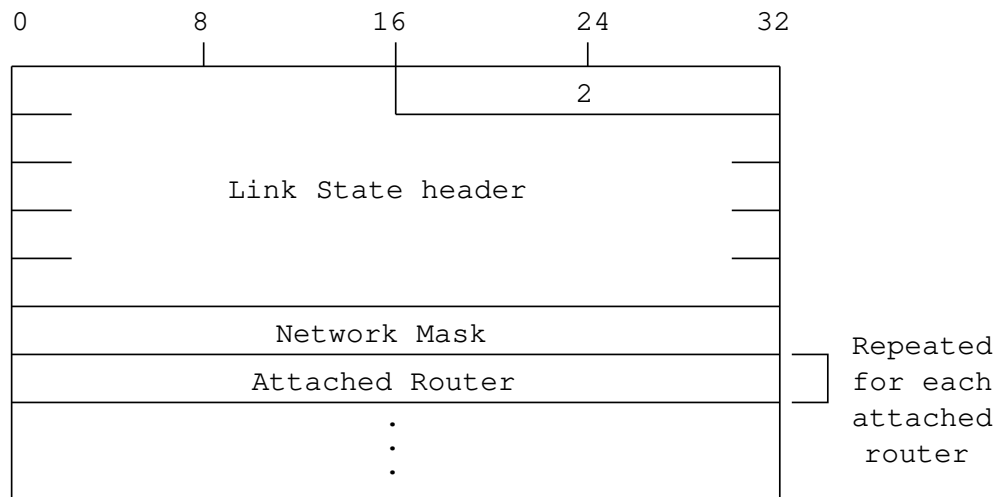 0 8 16 24 32
2
Link State header
Network Mask
Attached Router
.
.
.
Repeated
for each
attached
router